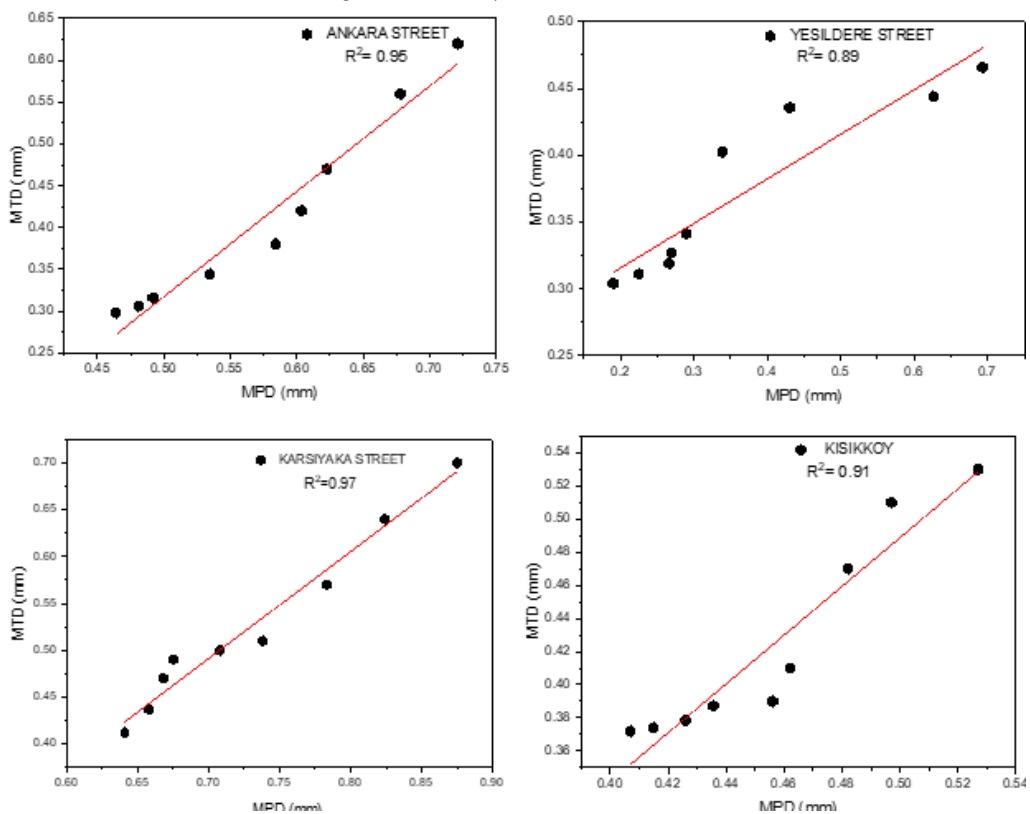 ANKARA STREET
R²= 0.95
0.65
0.60
0.55
0.50
0.45
0.40
0.35
0.30
0.25
MTD (mm)
0.45 0.50 0.55 0.60 0.65 0.70 0.75
MPD (mm)
YESILDERE STREET
R²= 0.89
0.50
0.45
0.40
0.35
0.30
0.25
MTD (mm)
0.2 0.3 0.4 0.5 0.6 0.7
MPD (mm)
KARSIYAKA STREET
R²=0.97
0.70
0.65
0.60
0.55
0.50
0.45
0.40
MTD (mm)
0.60 0.65 0.70 0.75 0.80 0.85 0.90
MPD (mm)
KISIKKOY
R²= 0.91
0.54
0.52
0.50
0.48
0.46
0.44
0.42
0.40
0.38
0.36
MTD (mm)
0.40 0.42 0.44 0.46 0.48 0.50 0.52 0.54
MPD (mm)